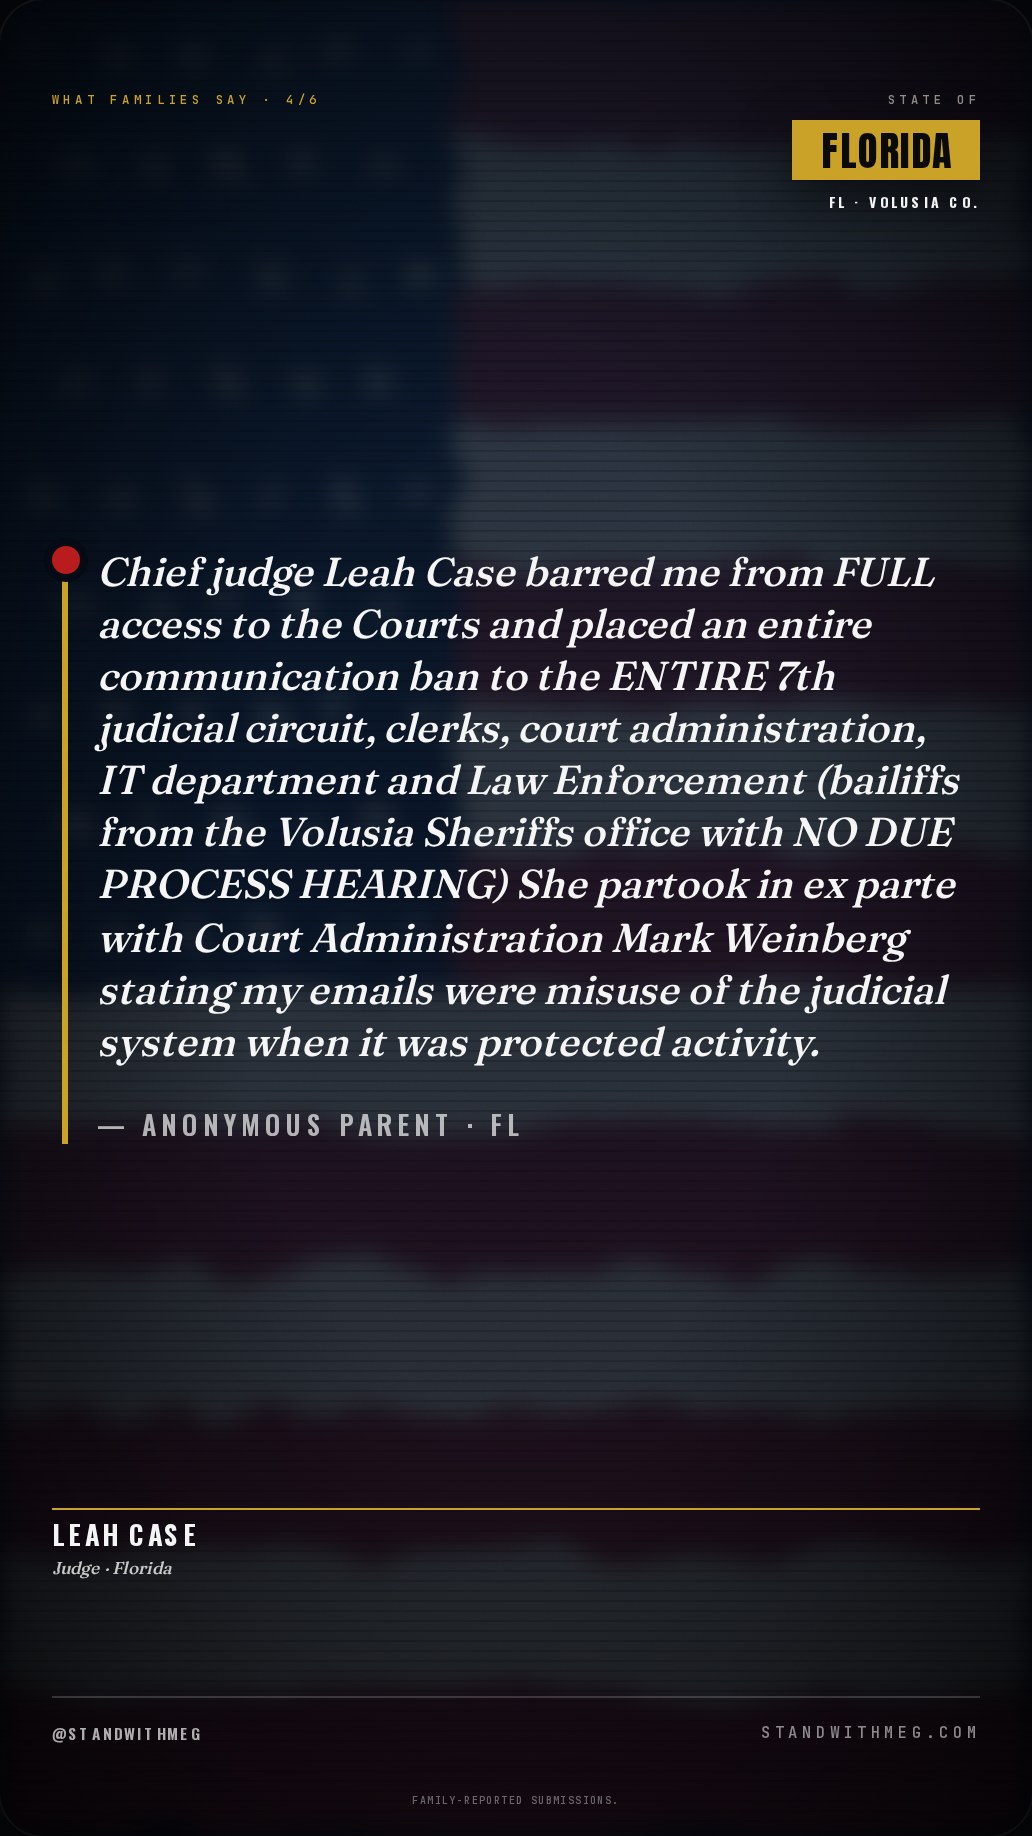 WHAT FAMILIES SAY · 4/6
STATE OF
FLORIDA
FL · VOLUSIA CO.
Chief judge Leah Case barred me from FULL
access to the Courts and placed an entire
communication ban to the ENTIRE 7th
judicial circuit, clerks, court administration,
IT department and Law Enforcement (bailiffs
from the Volusia Sheriffs office with NO DUE
PROCESS HEARING) She partook in ex parte
with Court Administration Mark Weinberg
stating my emails were misuse of the judicial
system when it was protected activity.
— ANONYMOUS PARENT · FL
LEAH CASE
Judge · Florida
@STANDWITHMEG
STANDWITHMEG.COM
FAMILY-REPORTED SUBMISSIONS.